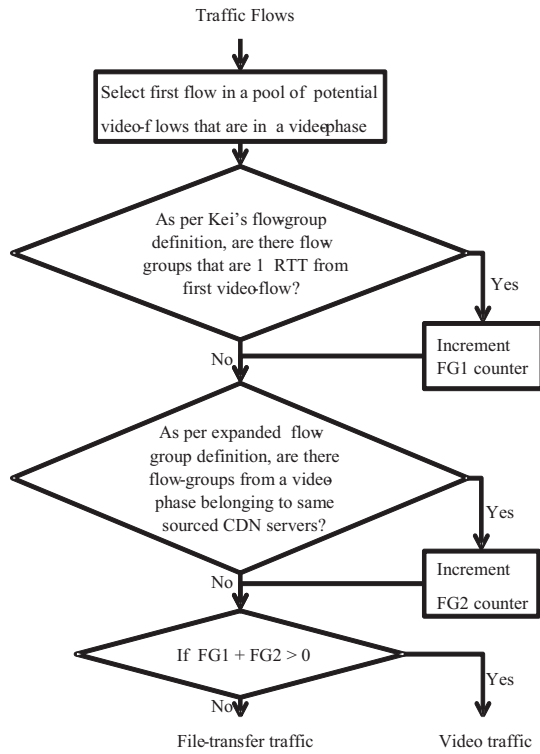 Traffic Flows
Select first flow in a pool of potential
video-f lows that are in a videophase
As per Kei's flow-group
definition, are there flow
groups that are 1 RTT from
first video-flow?
Yes
Increment
FG1 counter
No
As per expanded flow
group definition, are there
flow-groups from a video
phase belonging to same
sourced CDN servers?
Yes
Increment
FG2 counter
No
If FG1 + FG2 > 0
Yes
No
File-transfer traffic
Video traffic